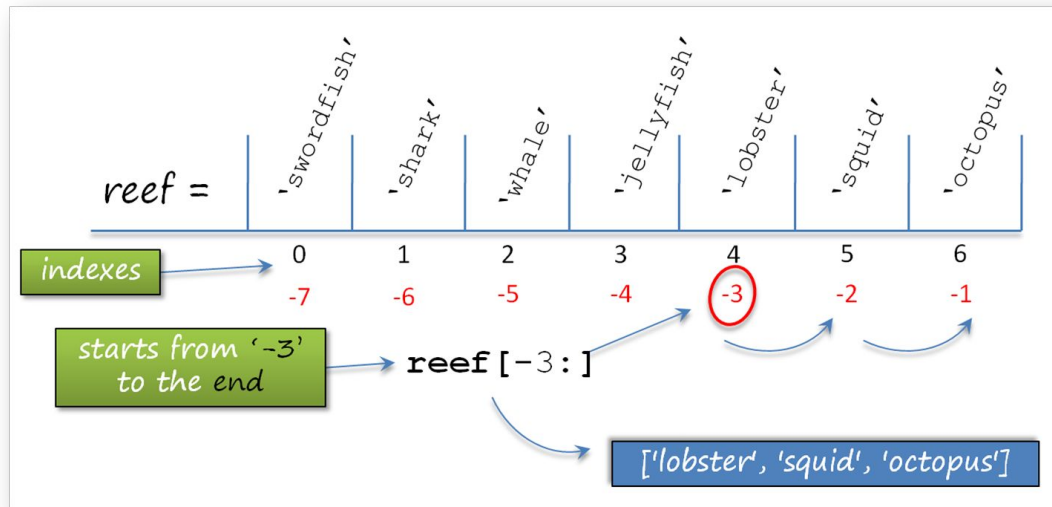 reef =
'swordfish'
'shark'
'whale'
'jellyfish'
'lobster'
'squid'
'octopus'
indexes
0 1 2 3 4 5 6
-7 -6 -5 -4 -3 -2 -1
starts from ‘-3’
to the end
reef[-3:]
['lobster', 'squid', 'octopus']